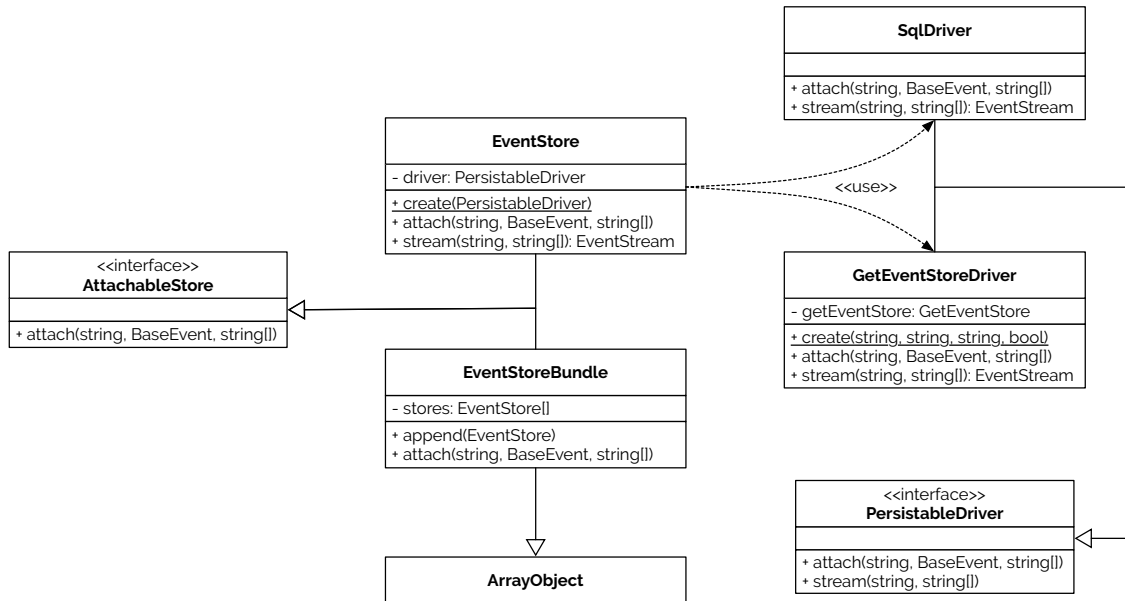 SqlDriver
+ attach(string, BaseEvent, string[])
+ stream(string, string[]): EventStream
EventStore
- driver: PersistableDriver
+ create(PersistableDriver)
+ attach(string, BaseEvent, string[])
+ stream(string, string[]): EventStream
<<use>>
<<interface>>
AttachableStore
+ attach(string, BaseEvent, string[])
GetEventStoreDriver
- getEventStore: GetEventStore
+ create(string, string, string, bool)
+ attach(string, BaseEvent, string[])
+ stream(string, string[]): EventStream
EventStoreBundle
- stores: EventStore[]
+ append(EventStore)
+ attach(string, BaseEvent, string[])
<<interface>>
PersistableDriver
+ attach(string, BaseEvent, string[])
+ stream(string, string[])
ArrayObject